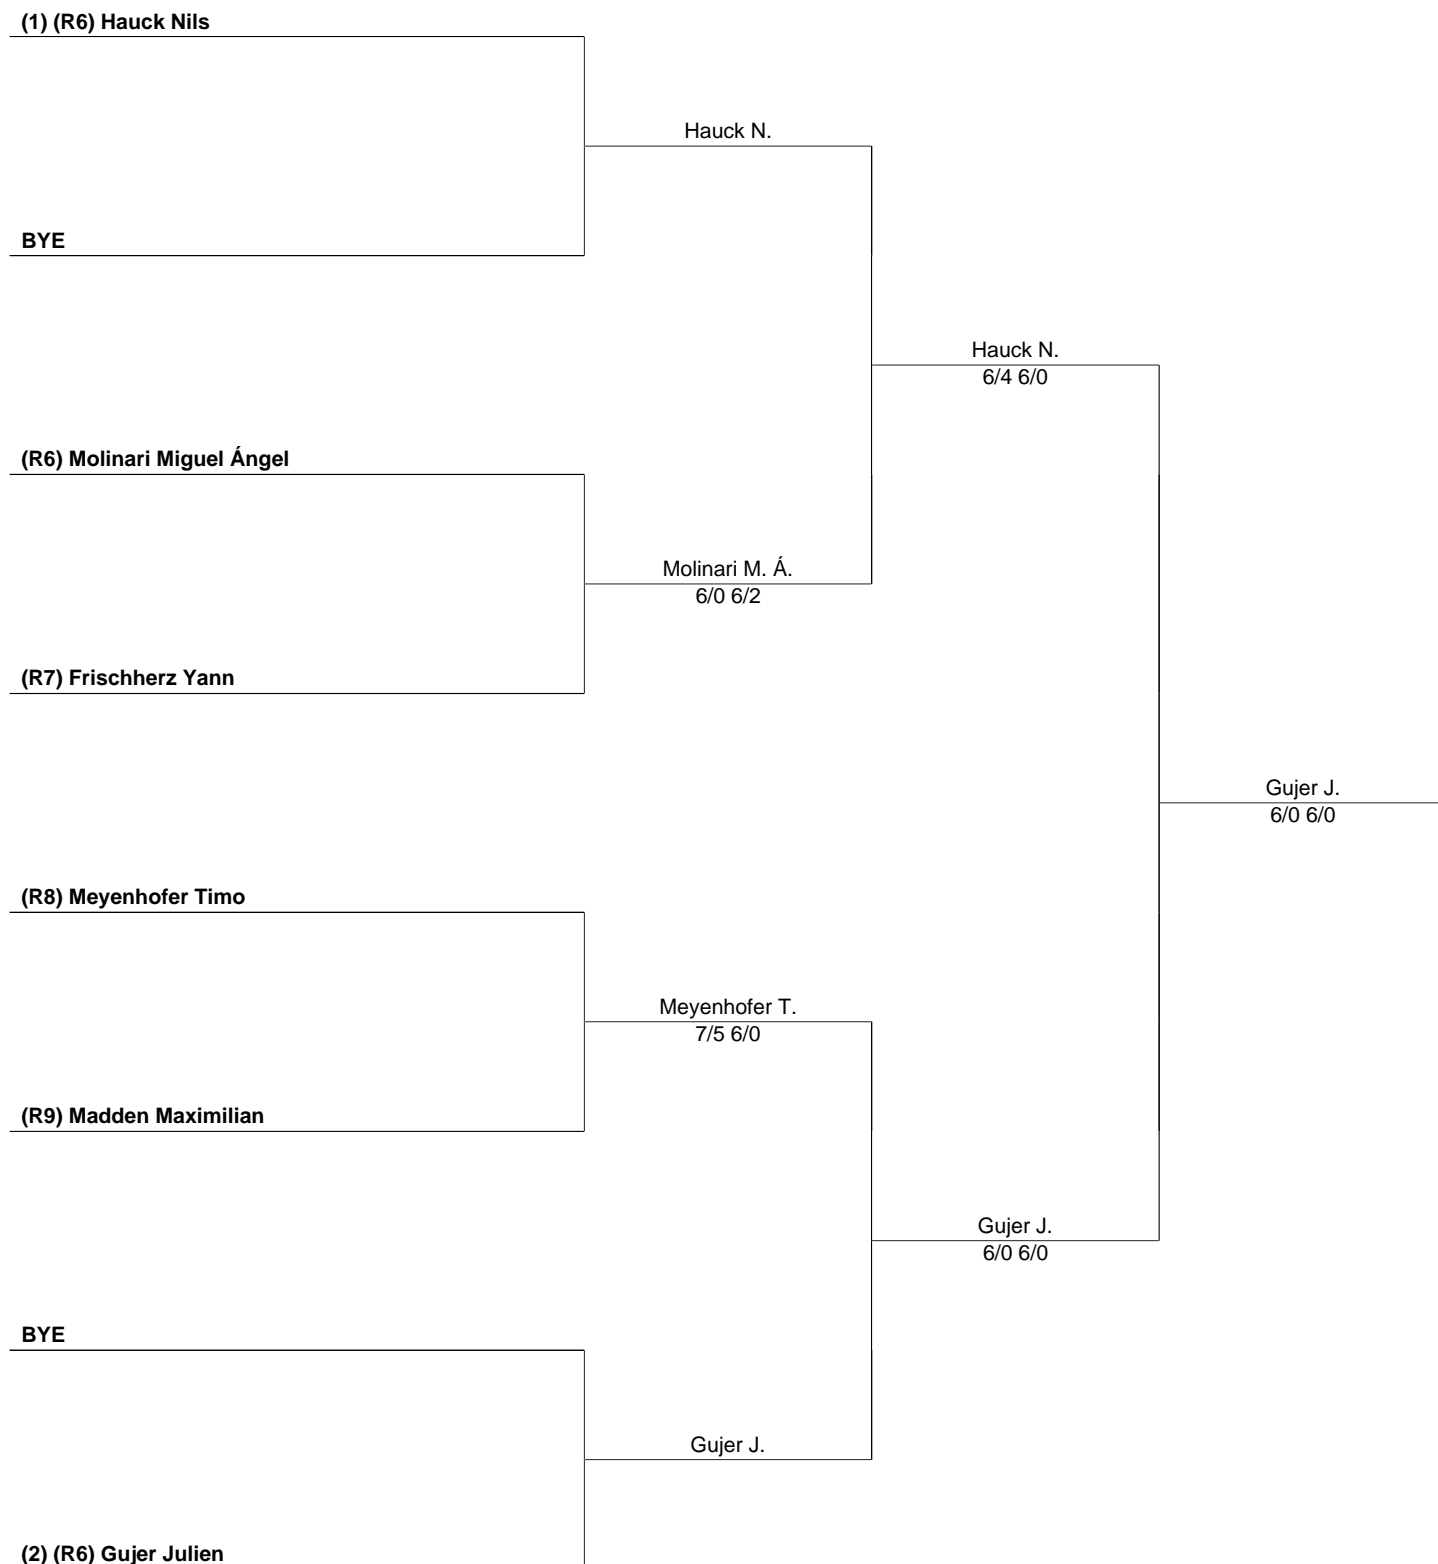 (1) (R6) Hauck Nils
Hauck N.
BYE
Hauck N.
6/4 6/0
(R6) Molinari Miguel Ángel
Molinari M. Á.
6/0 6/2
(R7) Frischherz Yann
Gujer J.
6/0 6/0
(R8) Meyenhofer Timo
Meyenhofer T.
7/5 6/0
(R9) Madden Maximilian
Gujer J.
6/0 6/0
BYE
Gujer J.
(2) (R6) Gujer Julien